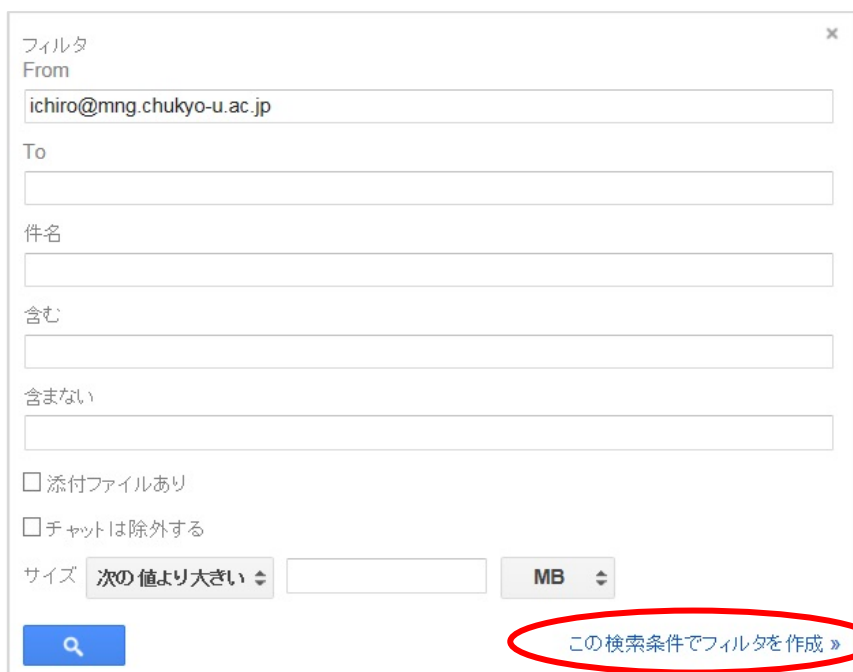 フィルタ
From
ichiro@mng.chukyo-u.ac.jp
To
件名
含む
含まない
添付ファイルあり
チャットは除外する
サイズ 次の値より大きい MB
この検索条件でフィルタを作成 »